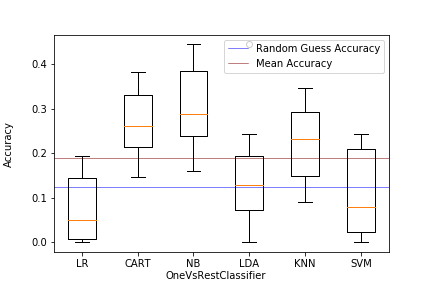 Random Guess Accuracy
Mean Accuracy
0.4
0.3
0.2
0.1
0.0
Accuracy
LR CART NB LDA KNN SVM
OneVsRestClassifier